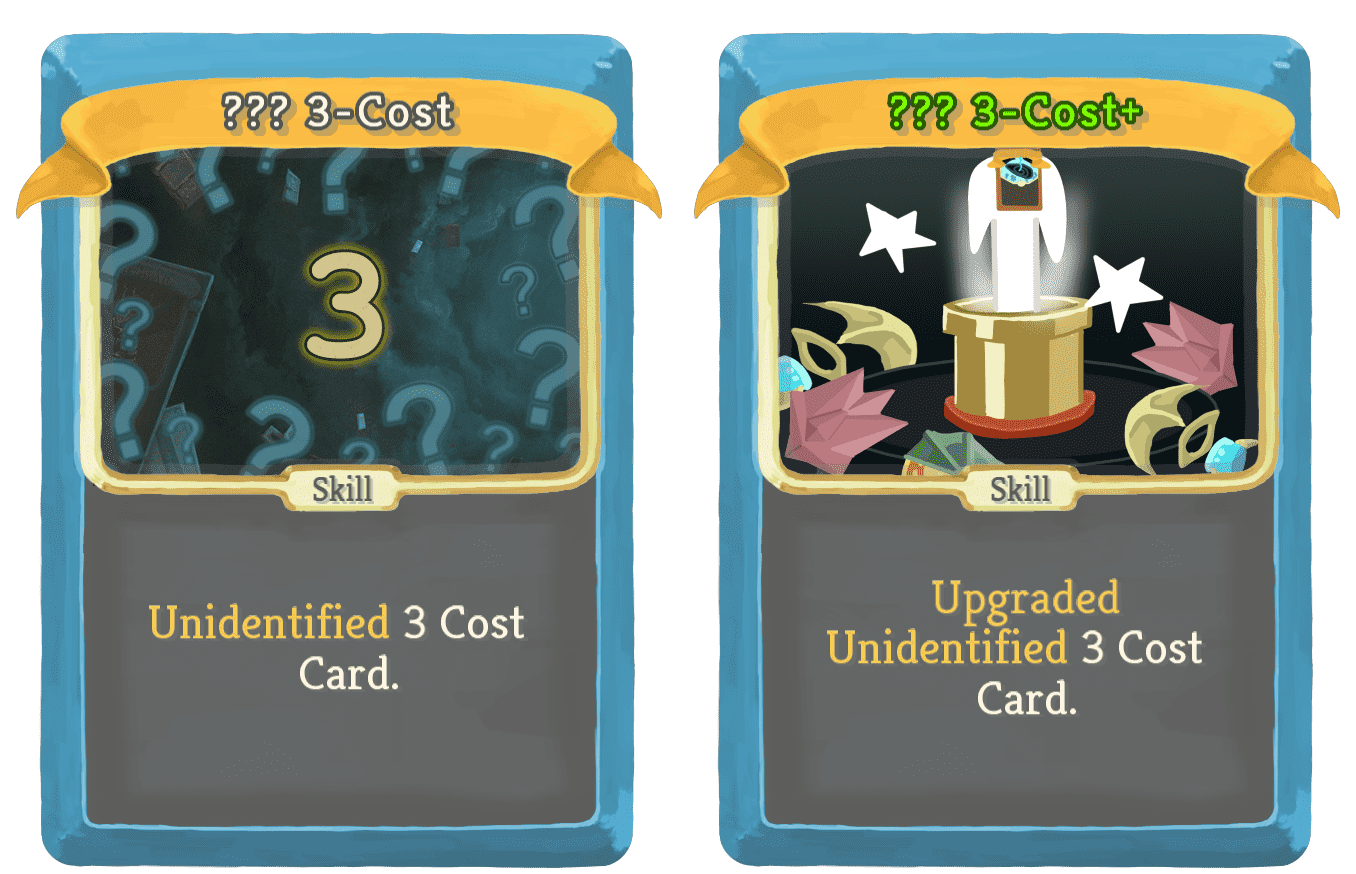 ??? 3-Cost
3
Skill
Unidentified 3 Cost
Card.
??? 3-Cost+
Skill
Upgraded
Unidentified 3 Cost
Card.